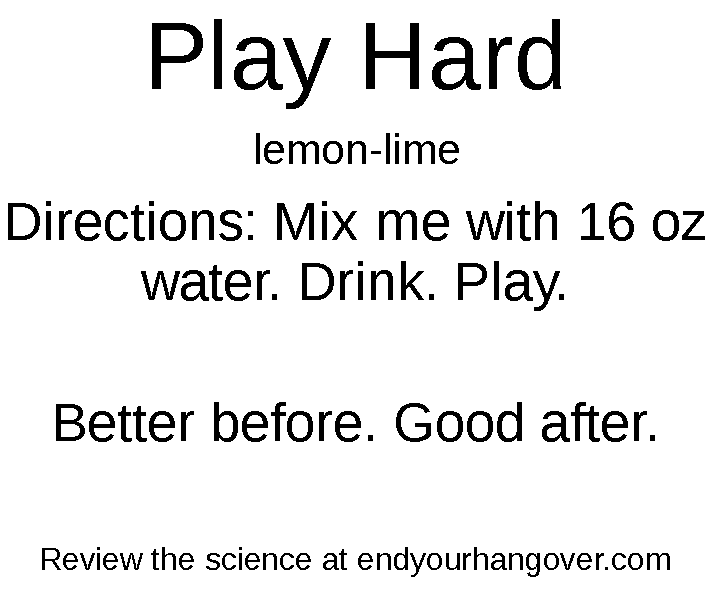 Play Hard
lemon-lime
Directions: Mix me with 16 oz
water. Drink. Play.
Better before. Good after.
Review the science at endyourhangover.com